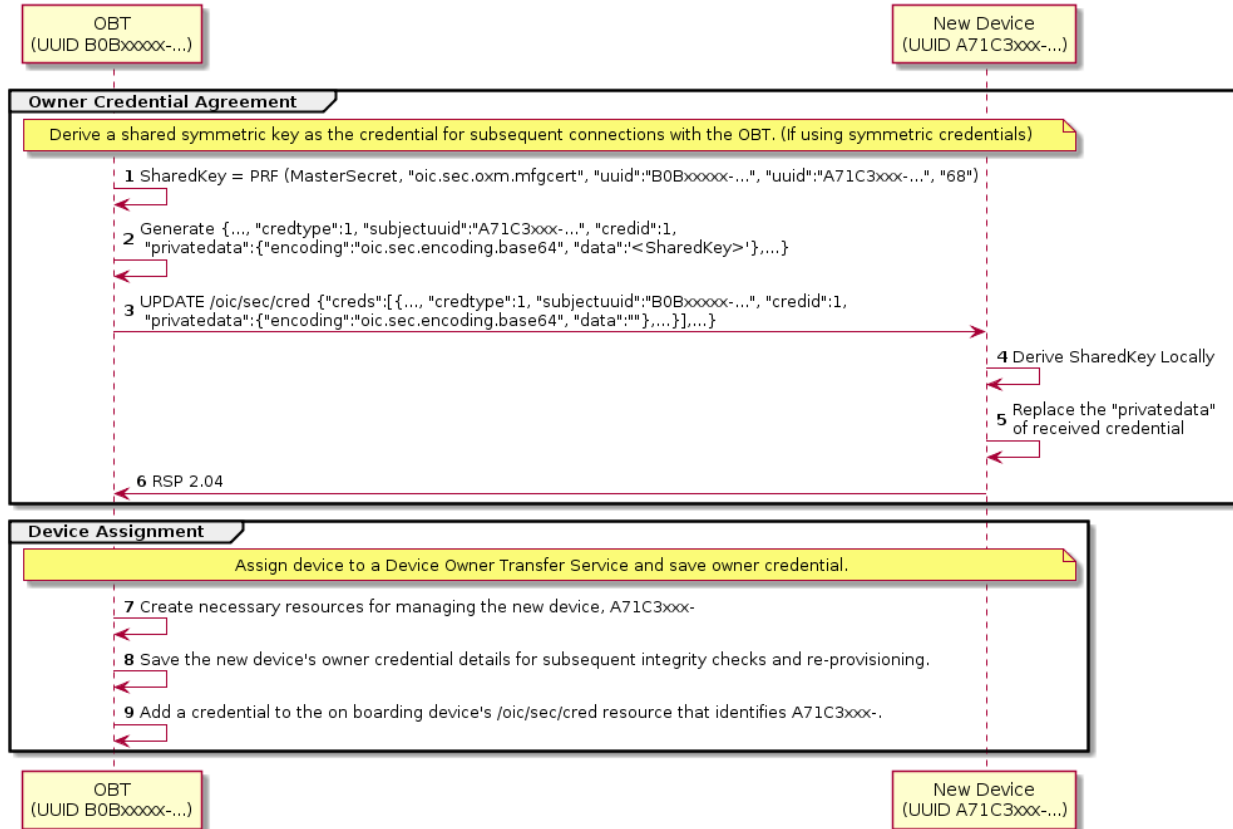 OBT
(UUID B0Bxxxxx-...)
New Device
(UUID A71C3xxx-...)
Owner Credential Agreement
Derive a shared symmetric key as the credential for subsequent connections with the OBT. (If using symmetric credentials)
1 SharedKey = PRF (MasterSecret, "oic.sec.oxm.mfgcert", "uuid":"B0Bxxxxx-...", "uuid":"A71C3xxx-...", "68")
2 Generate {..., "credtype":1, "subjectuuid":"A71C3xxx-...", "credid":1,
"privatedata":{"encoding":"oic.sec.encoding.base64", "data":'<SharedKey>'},...}
3 UPDATE /oic/sec/cred {"creds":[{..., "credtype":1, "subjectuuid":"B0Bxxxxx-...", "credid":1,
"privatedata":{"encoding":"oic.sec.encoding.base64", "data":""},...}],...}
4 Derive SharedKey Locally
5 Replace the "privatedata"
of received credential
6 RSP 2.04
Device Assignment
Assign device to a Device Owner Transfer Service and save owner credential.
7 Create necessary resources for managing the new device, A71C3xxx-
8 Save the new device's owner credential details for subsequent integrity checks and re-provisioning.
9 Add a credential to the on boarding device's /oic/sec/cred resource that identifies A71C3xxx-.
OBT
(UUID B0Bxxxxx-...)
New Device
(UUID A71C3xxx-...)